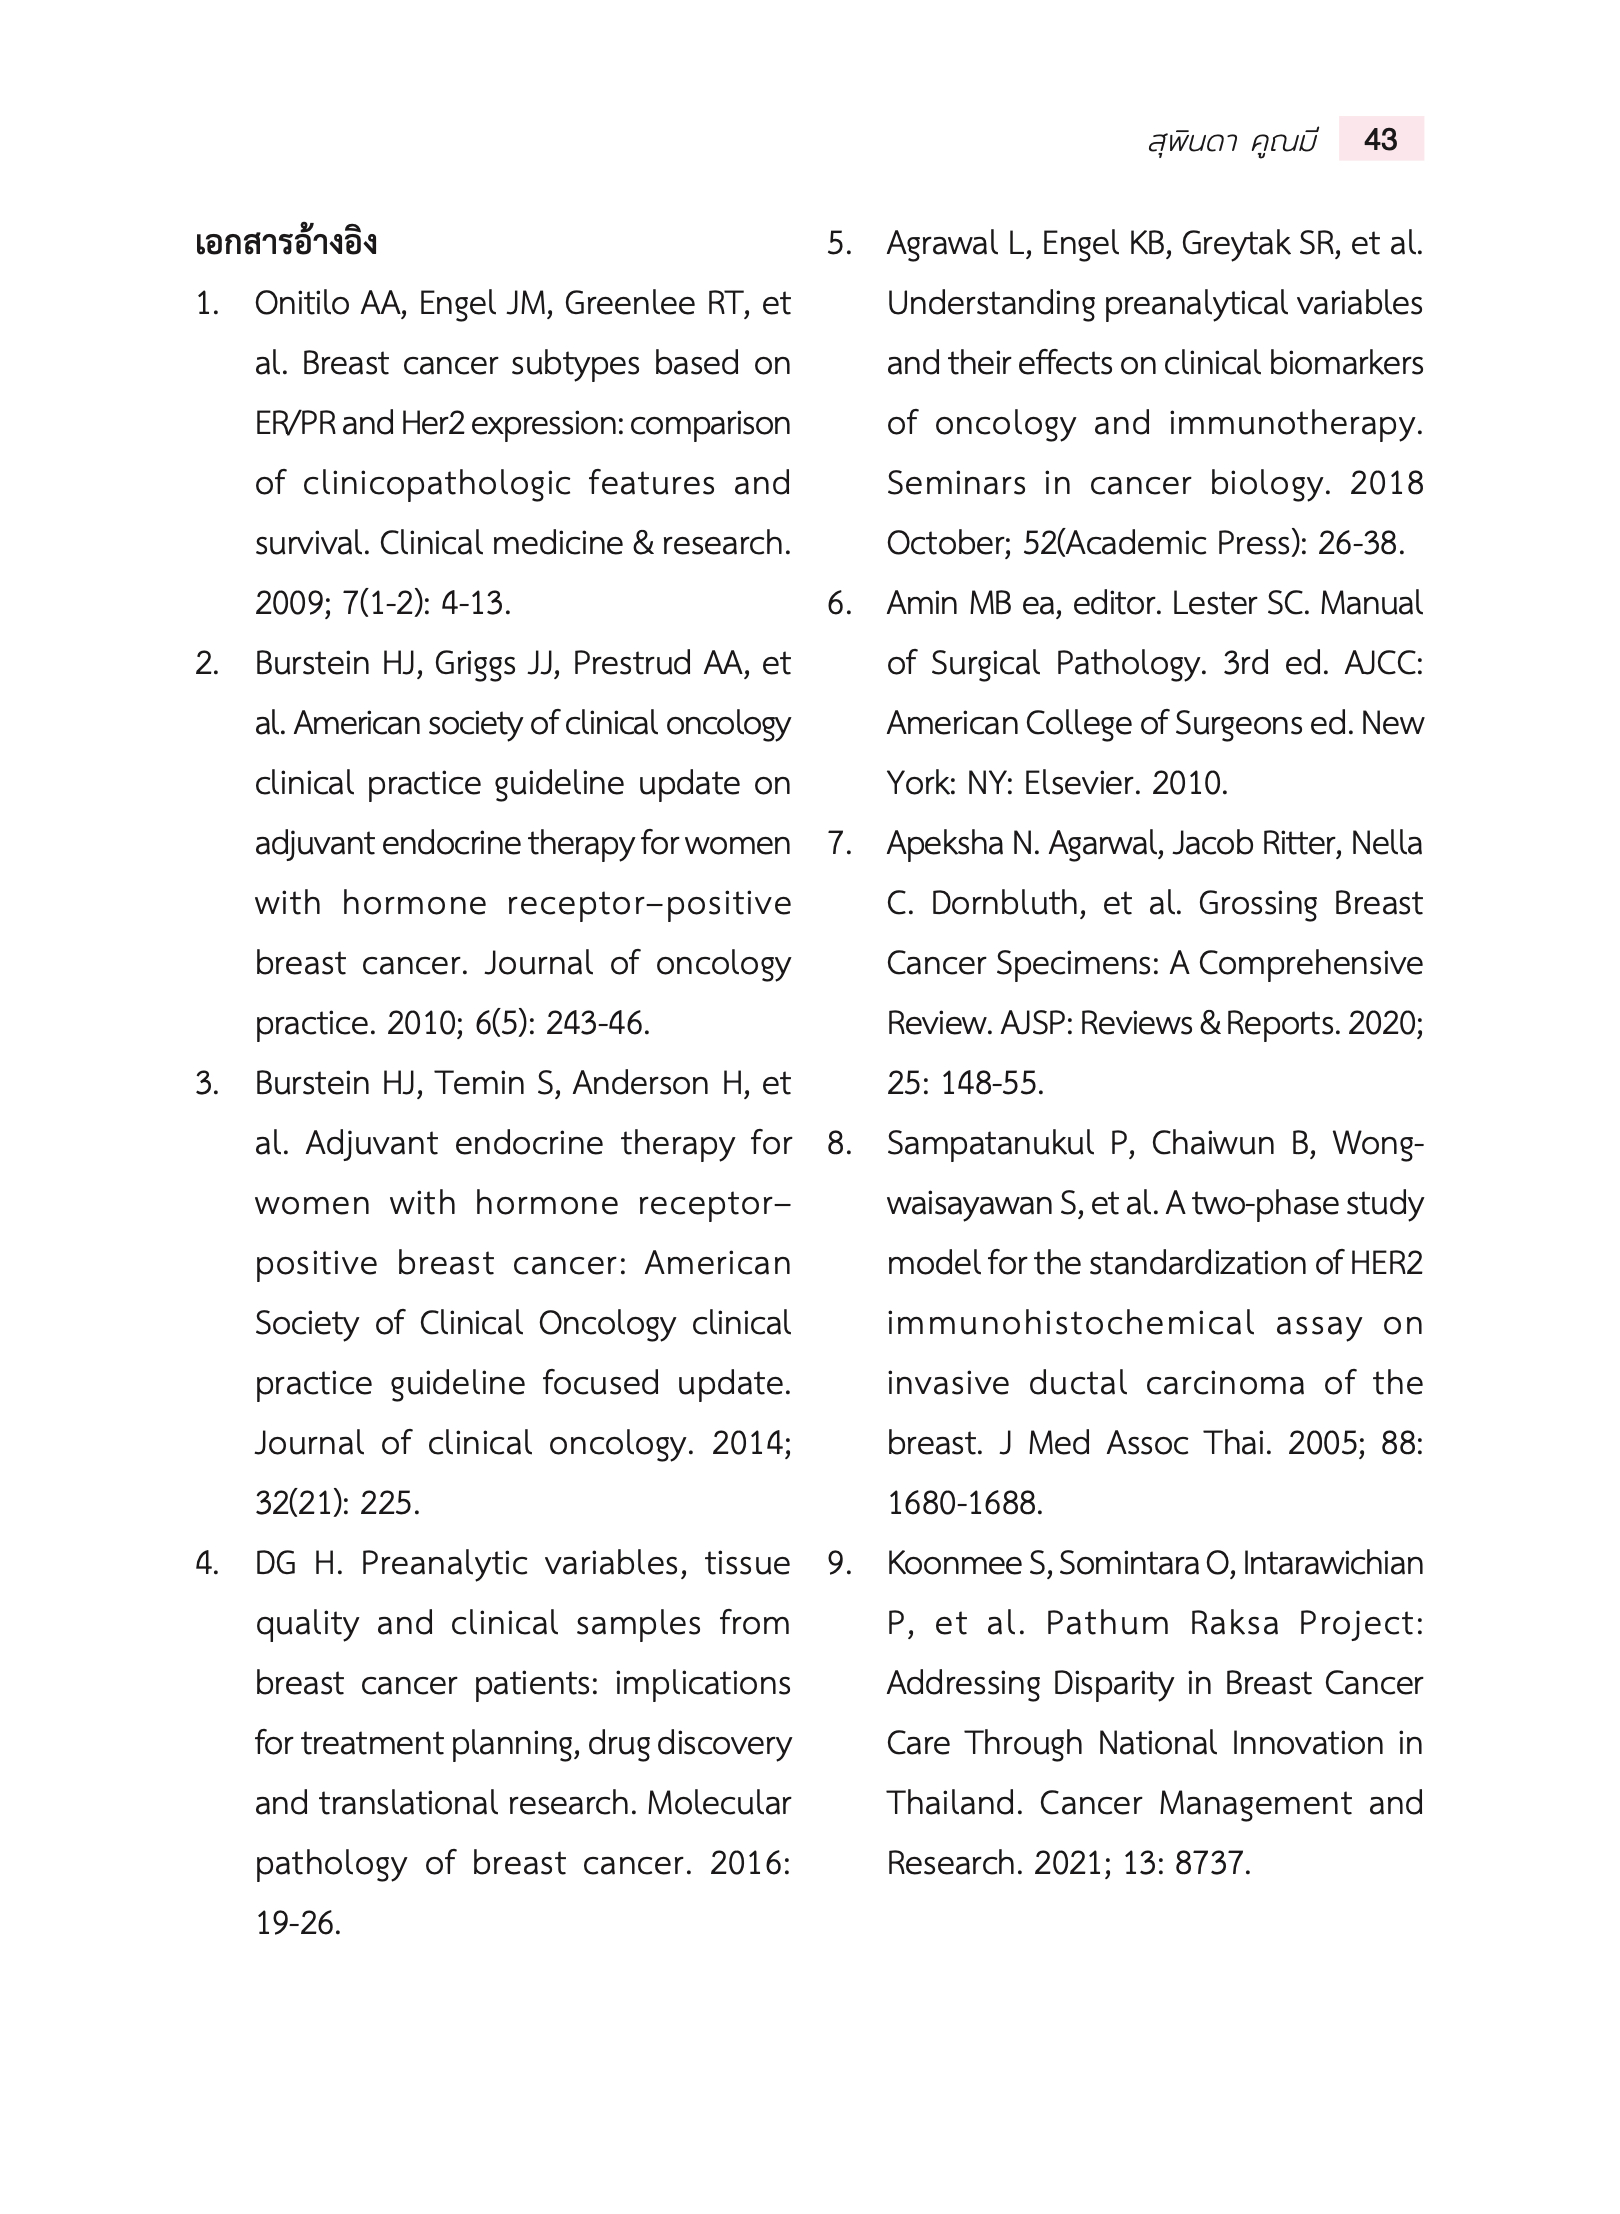 สุพินดา คูณมี 43
เอกสารอ้างอิง
1. Onitilo AA, Engel JM, Greenlee RT, et
al. Breast cancer subtypes based on
ER/PR and Her2 expression: comparison
of clinicopathologic features and
survival. Clinical medicine & research.
2009; 7(1-2): 4-13.
2. Burstein HJ, Griggs JJ, Prestrud AA, et
al. American society of clinical oncology
clinical practice guideline update on
adjuvant endocrine therapy for women
with hormone receptor–positive
breast cancer. Journal of oncology
practice. 2010; 6(5): 243-46.
3. Burstein HJ, Temin S, Anderson H, et
al. Adjuvant endocrine therapy for
women with hormone receptor–
positive breast cancer: American
Society of Clinical Oncology clinical
practice guideline focused update.
Journal of clinical oncology. 2014;
32(21): 225.
4. DG H. Preanalytic variables, tissue
quality and clinical samples from
breast cancer patients: implications
for treatment planning, drug discovery
and translational research. Molecular
pathology of breast cancer. 2016:
19-26.
5. Agrawal L, Engel KB, Greytak SR, et al.
Understanding preanalytical variables
and their effects on clinical biomarkers
of oncology and immunotherapy.
Seminars in cancer biology. 2018
October; 52(Academic Press): 26-38.
6. Amin MB ea, editor. Lester SC. Manual
of Surgical Pathology. 3rd ed. AJCC:
American College of Surgeons ed. New
York: NY: Elsevier. 2010.
7. Apeksha N. Agarwal, Jacob Ritter, Nella
C. Dornbluth, et al. Grossing Breast
Cancer Specimens: A Comprehensive
Review. AJSP: Reviews & Reports. 2020;
25: 148-55.
8. Sampatanukul P, Chaiwun B, Wong-
waisayawan S, et al. A two-phase study
model for the standardization of HER2
immunohistochemical assay on
invasive ductal carcinoma of the
breast. J Med Assoc Thai. 2005; 88:
1680-1688.
9. Koonmee S, Somintara O, Intarawichian
P, et al. Pathum Raksa Project:
Addressing Disparity in Breast Cancer
Care Through National Innovation in
Thailand. Cancer Management and
Research. 2021; 13: 8737.